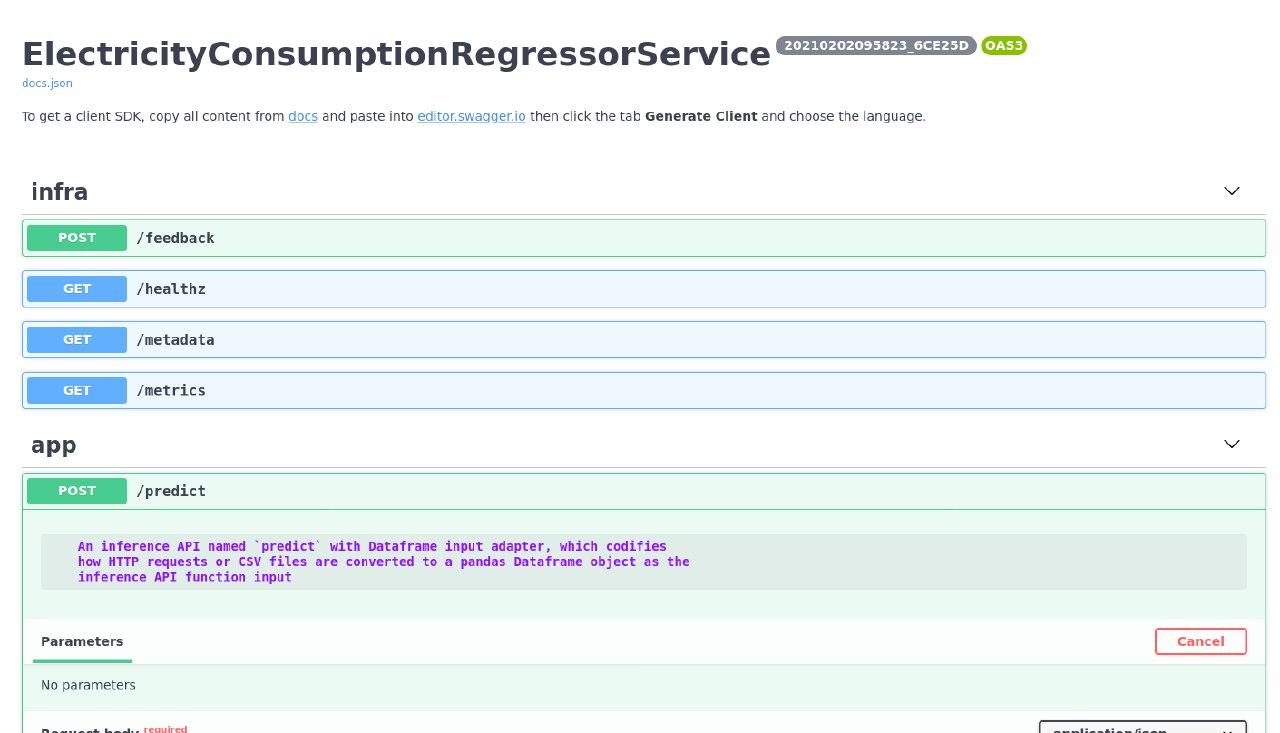 ElectricityConsumptionRegressorService 20210202095823_6CE25D OAS3
docs.json
To get a client SDK, copy all content from docs and paste into editor.swagger.io then click the tab Generate Client and choose the language.
infra
POST /feedback
GET /healthz
GET /metadata
GET /metrics
app
POST /predict
An inference API named `predict` with Dataframe input adapter, which codifies
how HTTP requests or CSV files are converted to a pandas Dataframe object as the
inference API function input
Parameters Cancel
No parameters
Request body required application/json